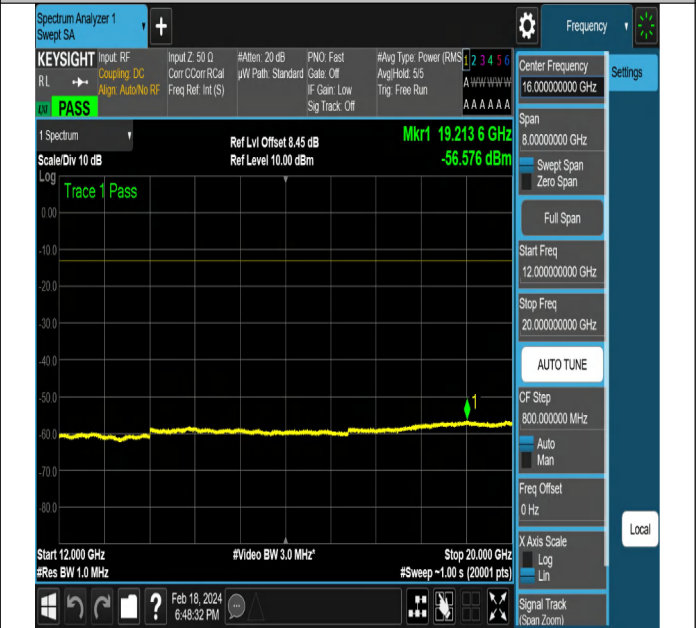 Spectrum Analyzer 1
Swept SA
Frequency
KEYSIGHT
RL
PASS
Input: RF
Coupling: DC
Align: Auto/No RF
Input Z: 50 Ω
Corr CCorr RCal
Freq Ref: Int (S)
#Atten: 20 dB
µW Path: Standard
PNO: Fast
Gate: Off
IF Gain: Low
Sig Track: Off
#Avg Type: Power (RMS
Avg|Hold: 5/5
Trig: Free Run
1 2 3 4 5 6
A W W W W W
A A A A A A
1 Spectrum
Scale/Div 10 dB
Ref Lvl Offset 8.45 dB
Ref Level 10.00 dBm
Mkr1 19.213 6 GHz
-56.576 dBm
Log
Trace 1 Pass
0.00
-10.0
-20.0
-30.0
-40.0
-50.0
-60.0
-70.0
-80.0
1
Start 12.000 GHz
#Res BW 1.0 MHz
#Video BW 3.0 MHz*
Stop 20.000 GHz
#Sweep ~1.00 s (20001 pts)
Feb 18, 2024
6:48:32 PM
Center Frequency
16.000000000 GHz
Settings
Span
8.00000000 GHz
Swept Span
Zero Span
Full Span
Start Freq
12.000000000 GHz
Stop Freq
20.000000000 GHz
AUTO TUNE
CF Step
800.000000 MHz
Auto
Man
Freq Offset
0 Hz
X Axis Scale
Log
Lin
Local
Signal Track
(Span Zoom)